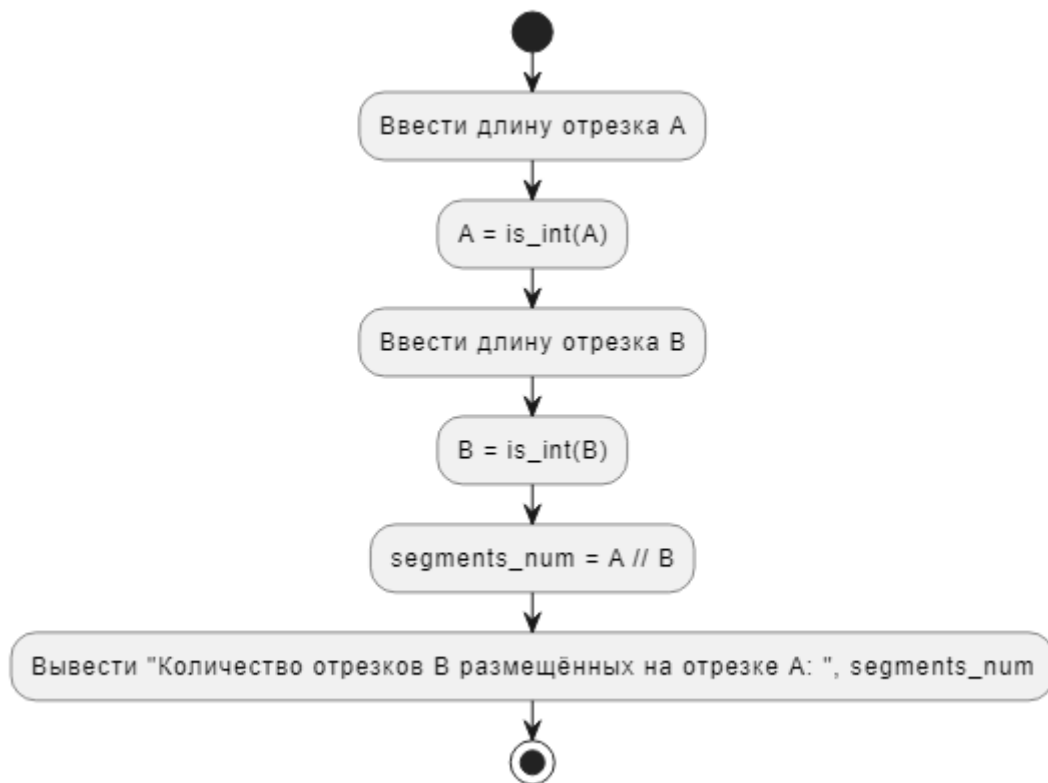 Ввести длину отрезка A
A = is_int(A)
Ввести длину отрезка B
B = is_int(B)
segments_num = A // B
Вывести "Количество отрезков B размещённых на отрезке A: ", segments_num